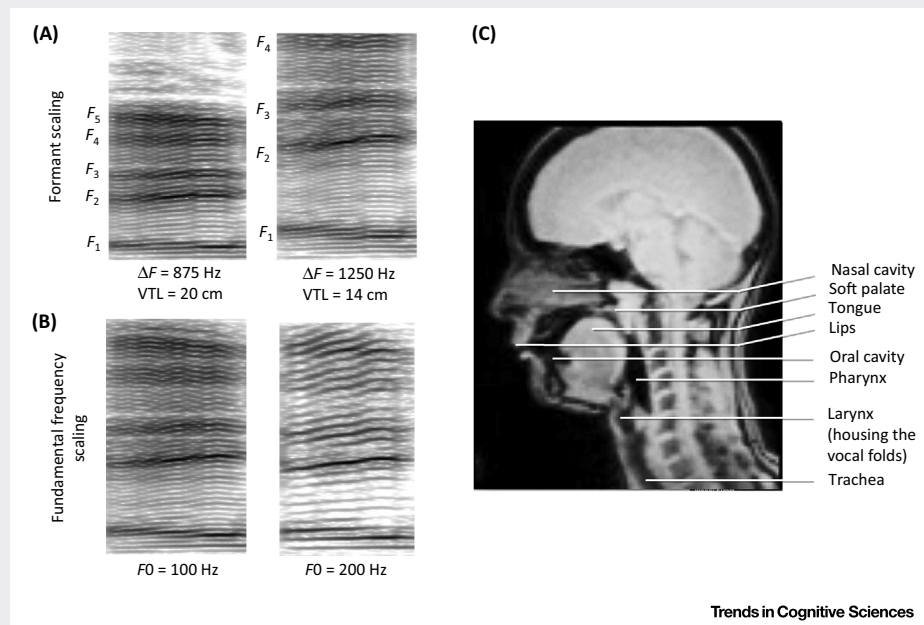 (A)
Formant scaling
F5
F4
F3
F2
F1
F4
F3
F2
F1
ΔF = 875 Hz
VTL = 20 cm
ΔF = 1250 Hz
VTL = 14 cm
(B)
Fundamental frequency
scaling
F0 = 100 Hz
F0 = 200 Hz
(C)
Nasal cavity
Soft palate
Tongue
Lips
Oral cavity
Pharynx
Larynx
(housing the
vocal folds)
Trachea
Trends in Cognitive Sciences